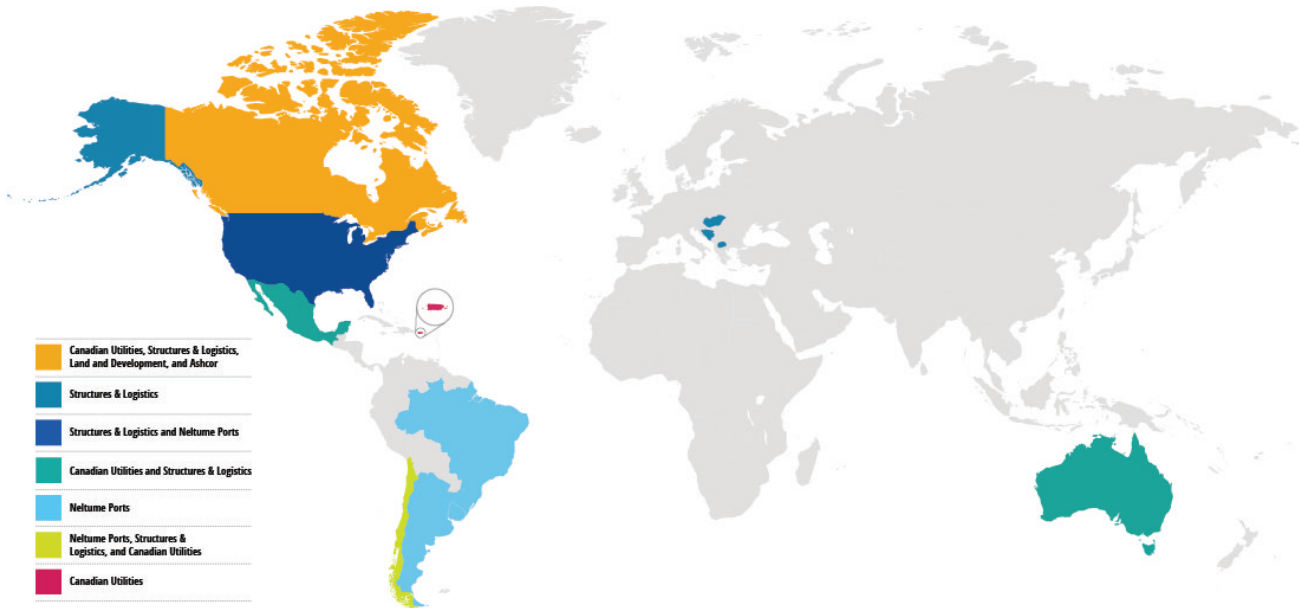 Canadian Utilities, Structures & Logistics,
Land and Development, and Ashcor
Structures & Logistics
Structures & Logistics and Neltume Ports
Canadian Utilities and Structures & Logistics
Neltume Ports
Neltume Ports, Structures &
Logistics, and Canadian Utilities
Canadian Utilities